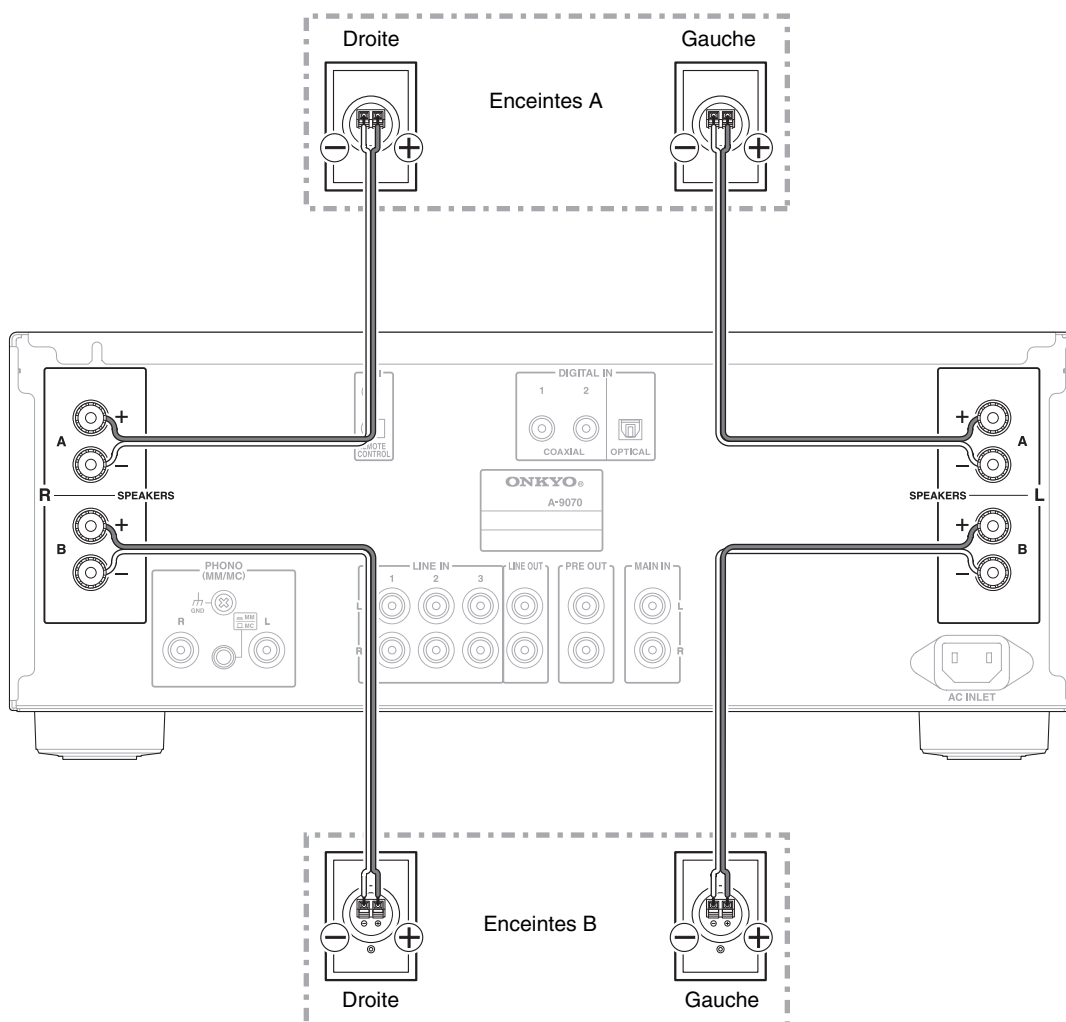 Droite
Gauche
Enceintes A
− +
− +
DIGITAL IN
1 2
COAXIAL OPTICAL
REMOTE
CONTROL
A + −
R SPEAKERS
B + −
+ − A
SPEAKERS L
+ − B
ONKYO®
A-9070
PHONO
(MM/MC)
GND
R L
MM
MC
LINE IN
1 2 3
L
R
LINE OUT
PRE OUT
MAIN IN
L
R
AC INLET
− +
− +
Enceintes B
Droite
Gauche